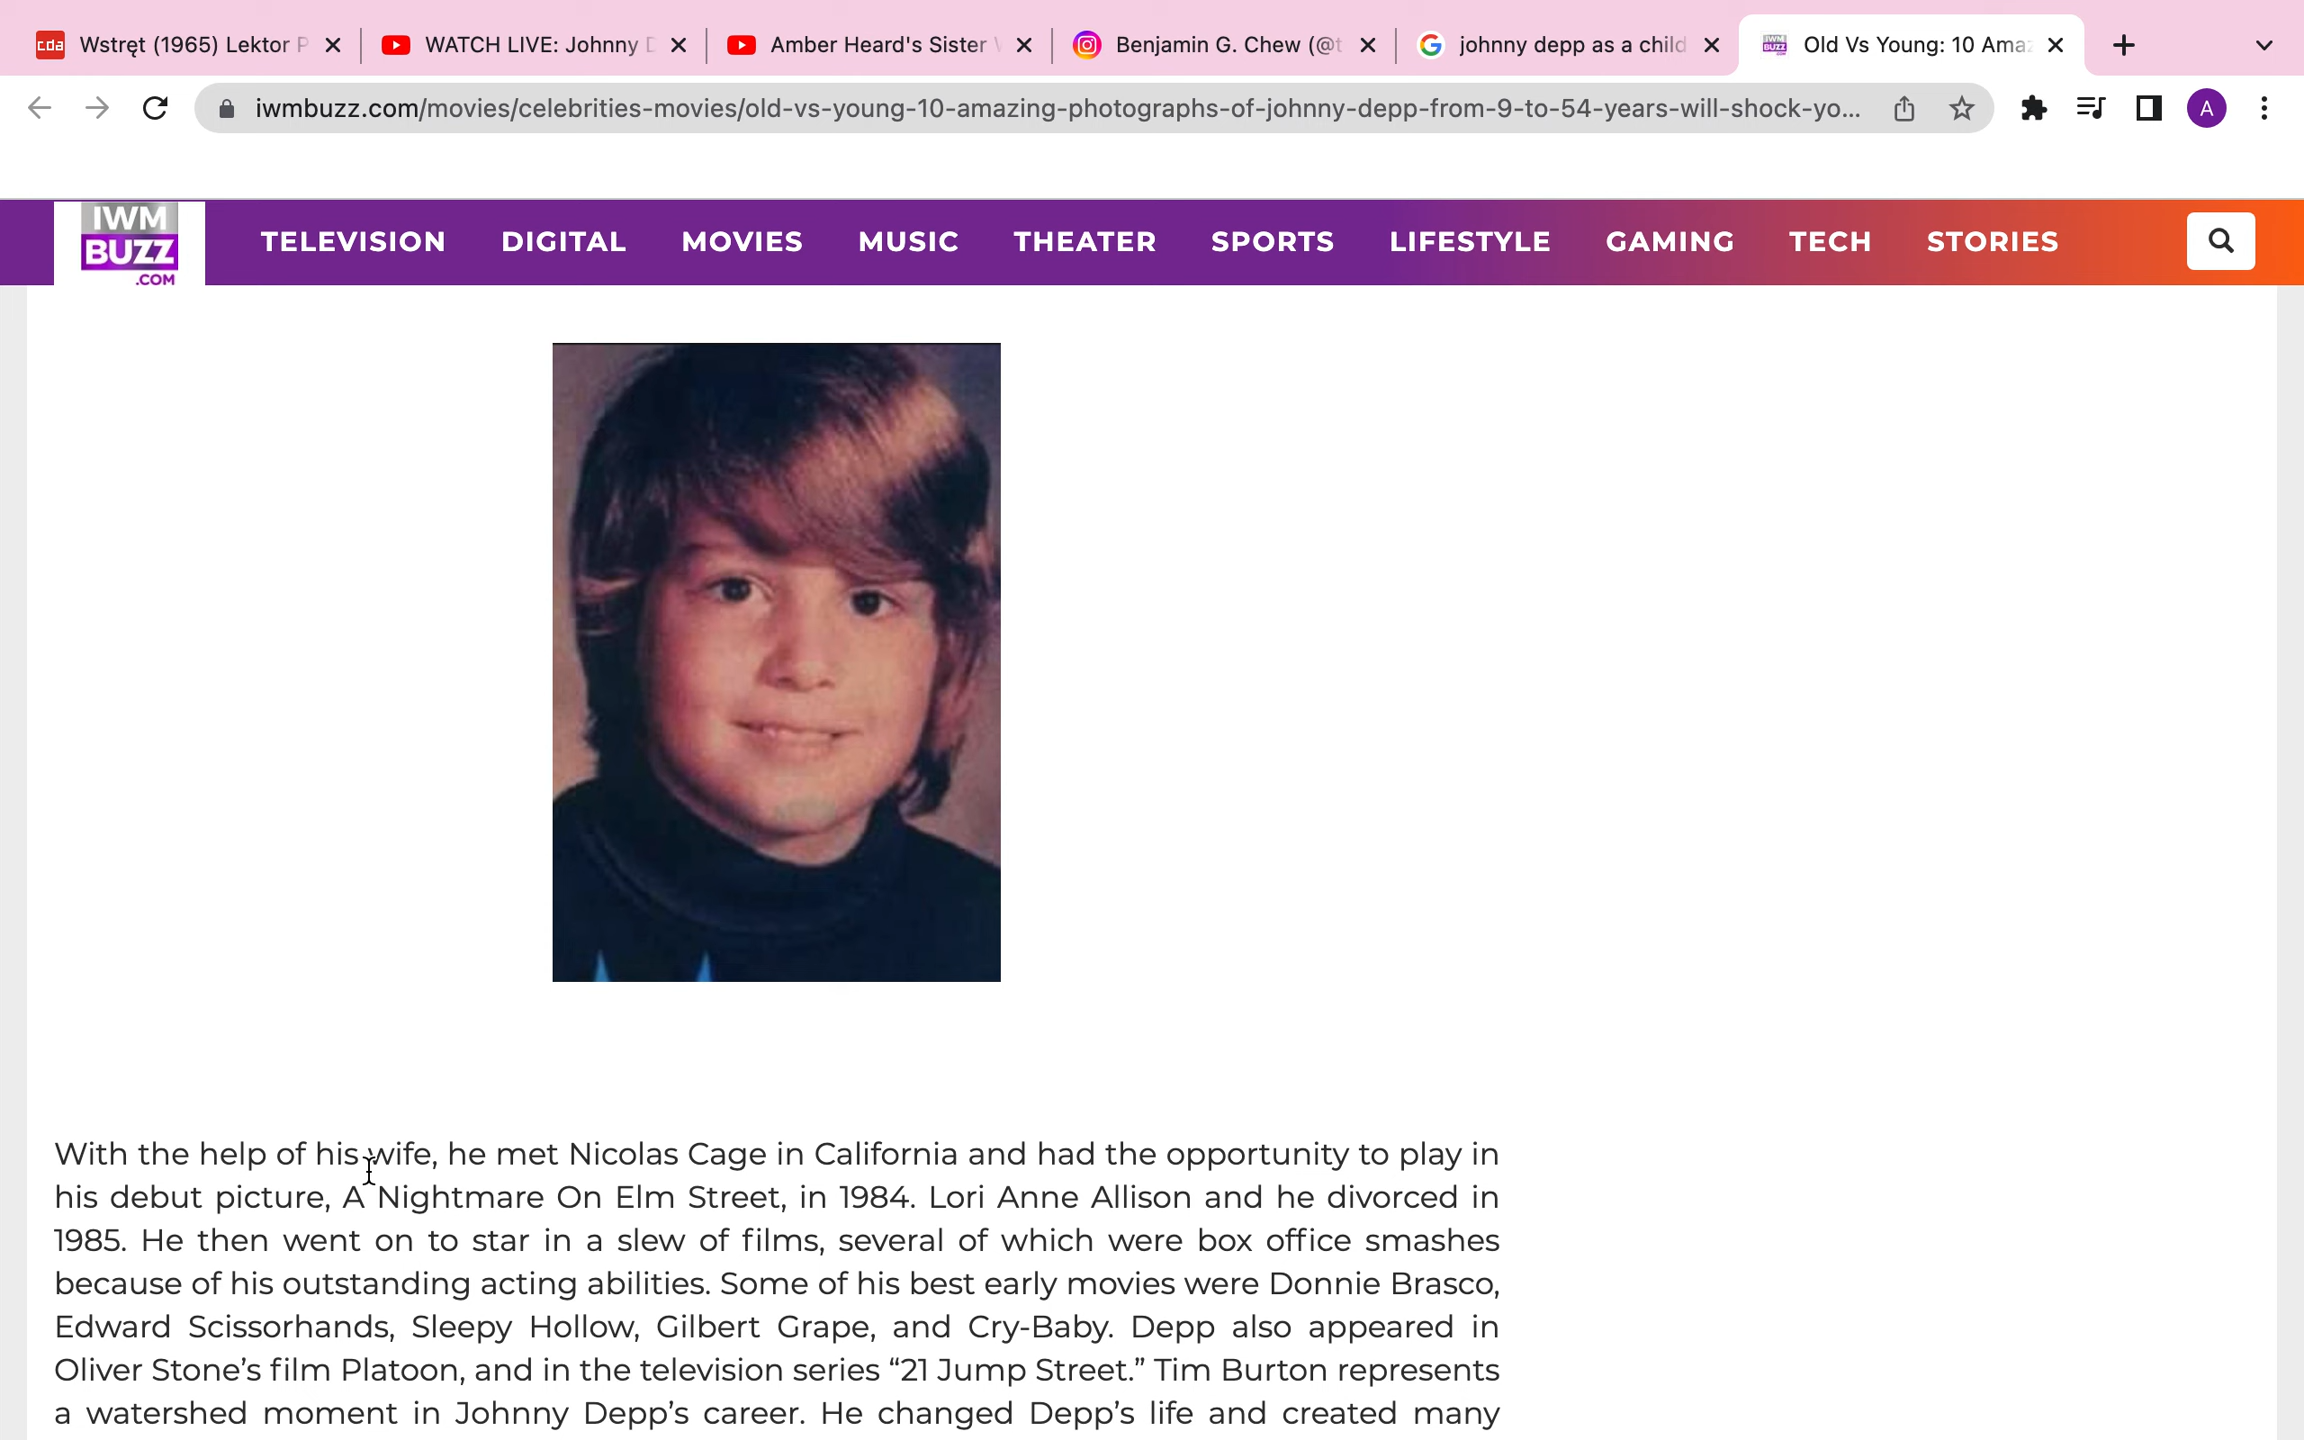 cda Wstręt (1965) Lektor P
WATCH LIVE: Johnny D
Amber Heard's Sister
Benjamin G. Chew (@t
johnny depp as a child
Old Vs Young: 10 Amaz
iwmbuzz.com/movies/celebrities-movies/old-vs-young-10-amazing-photographs-of-johnny-depp-from-9-to-54-years-will-shock-yo...
A
IWM
BUZZ
.COM
TELEVISION DIGITAL MOVIES MUSIC THEATER SPORTS LIFESTYLE GAMING TECH STORIES
With the help of his wife, he met Nicolas Cage in California and had the opportunity to play in
his debut picture, A Nightmare On Elm Street, in 1984. Lori Anne Allison and he divorced in
1985. He then went on to star in a slew of films, several of which were box office smashes
because of his outstanding acting abilities. Some of his best early movies were Donnie Brasco,
Edward Scissorhands, Sleepy Hollow, Gilbert Grape, and Cry-Baby. Depp also appeared in
Oliver Stone’s film Platoon, and in the television series “21 Jump Street.” Tim Burton represents
a watershed moment in Johnny Depp’s career. He changed Depp’s life and created many